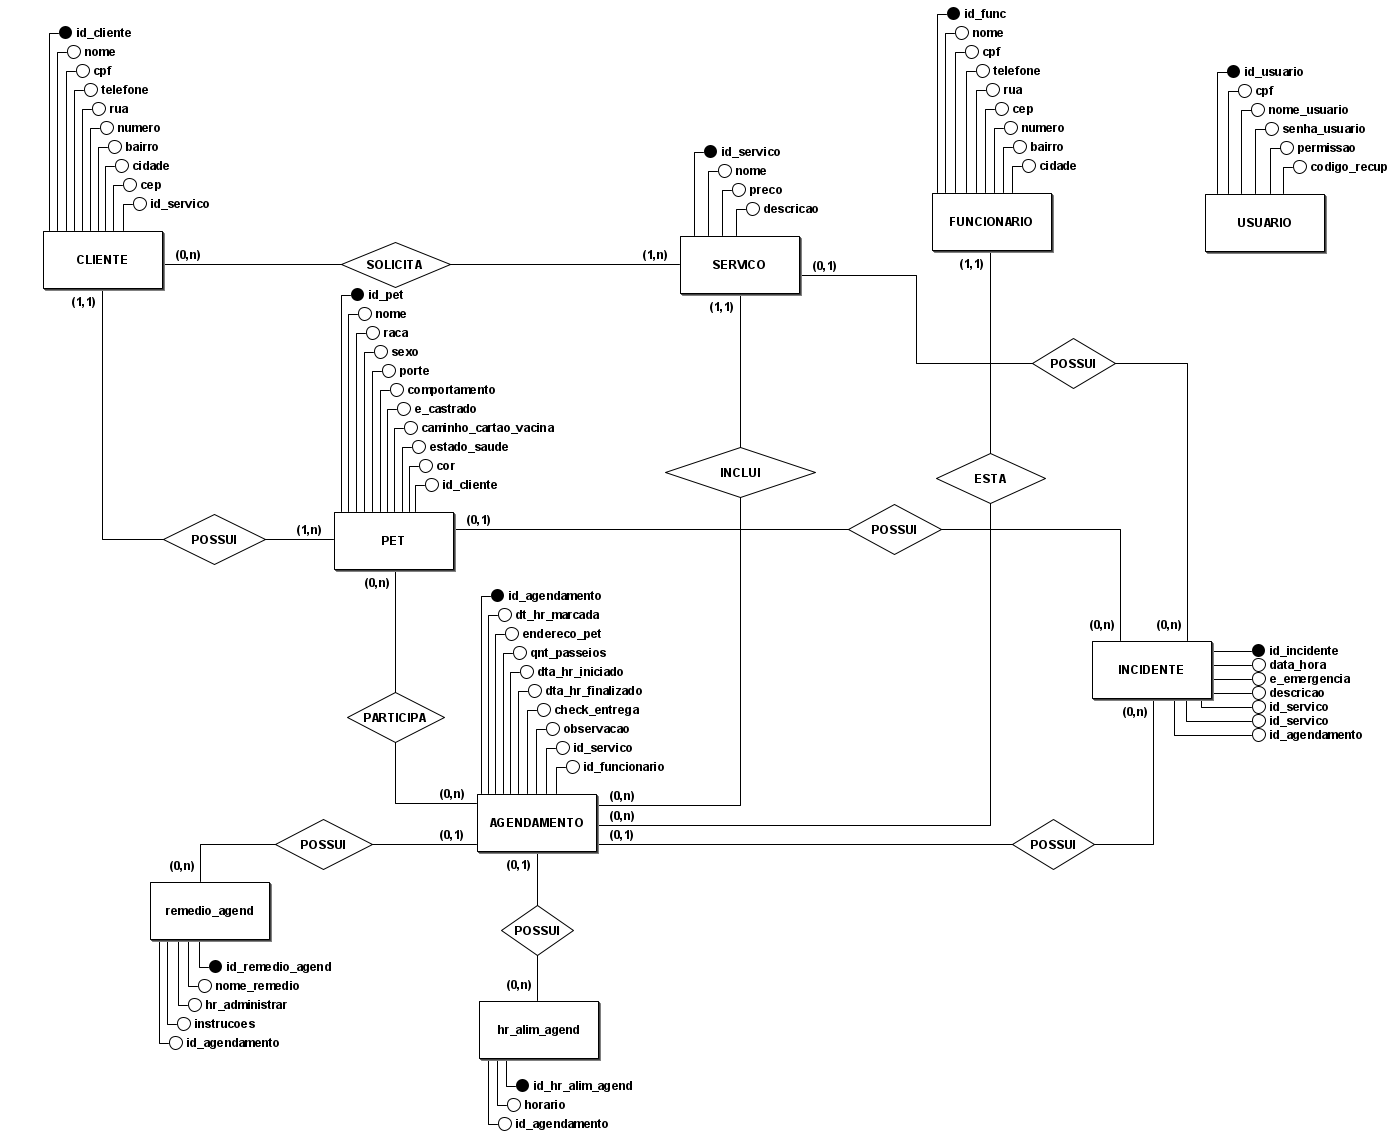 id_cliente
nome
cpf
telefone
rua
numero
bairro
cidade
cep
id_servico
CLIENTE
(0,n)
(1,1)
SOLICITA
(1,n)
id_servico
nome
preco
descricao
SERVICO
(0,1)
(1,1)
id_func
nome
cpf
telefone
rua
cep
numero
bairro
cidade
FUNCIONARIO
(1,1)
id_usuario
cpf
nome_usuario
senha_usuario
permissao
codigo_recup
USUARIO
POSSUI
id_pet
nome
raca
sexo
porte
comportamento
e_castrado
caminho_cartao_vacina
estado_saude
cor
id_cliente
POSSUI
(1,n)
PET
(0,1)
(0,n)
INCLUI
ESTA
POSSUI
(0,n)
(0,n)
INCIDENTE
(0,n)
id_incidente
data_hora
e_emergencia
descricao
id_servico
id_servico
id_agendamento
PARTICIPA
id_agendamento
dt_hr_marcada
endereco_pet
qnt_passeios
dta_hr_iniciado
dta_hr_finalizado
check_entrega
observacao
id_servico
id_funcionario
(0,n)
AGENDAMENTO
(0,n)
(0,n)
(0,1)
(0,1)
(0,1)
POSSUI
POSSUI
(0,n)
remedio_agend
id_remedio_agend
nome_remedio
hr_administrar
instrucoes
id_agendamento
POSSUI
(0,n)
hr_alim_agend
id_hr_alim_agend
horario
id_agendamento